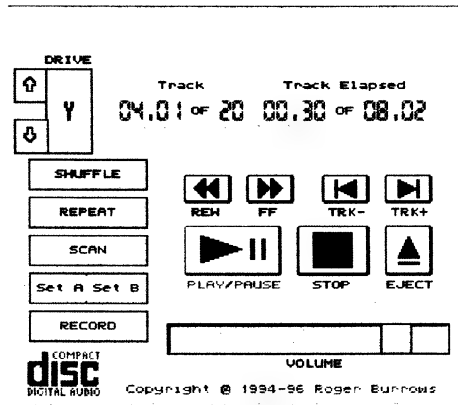 DRIVE
Y
Track Track Elapsed
04.01 OF 20 00.30 OF 08.02
SHUFFLE
REPEAT
SCAN
Set A Set B
RECORD
REW FF TRK- TRK+
PLAY/PAUSE STOP EJECT
VOLUME
COMPACT
disc
DIGITAL AUDIO
Copyright @ 1994-96 Roger Burrows